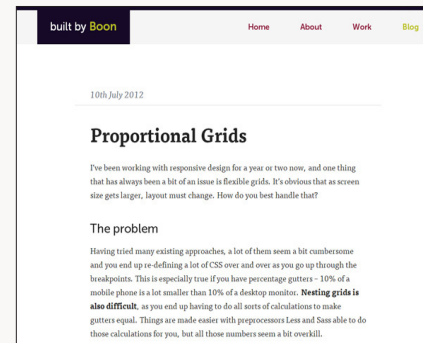 built by Boon
Home About Work Blog
10th July 2012
Proportional Grids
I've been working with responsive design for a year or two now, and one thing
that has always been a bit of an issue is flexible grids. It's obvious that as screen
size gets larger, layout must change. How do you best handle that?
The problem
Having tried many existing approaches, a lot of them seem a bit cumbersome
and you end up re-defining a lot of CSS over and over as you go up through the
breakpoints. This is especially true if you have percentage gutters - 10% of a
mobile phone is a lot smaller than 10% of a desktop monitor. Nesting grids is
also difficult, as you end up having to do all sorts of calculations to make
gutters equal. Things are made easier with preprocessors Less and Sass able to do
those calculations for you, but all those numbers seem a bit overkill.